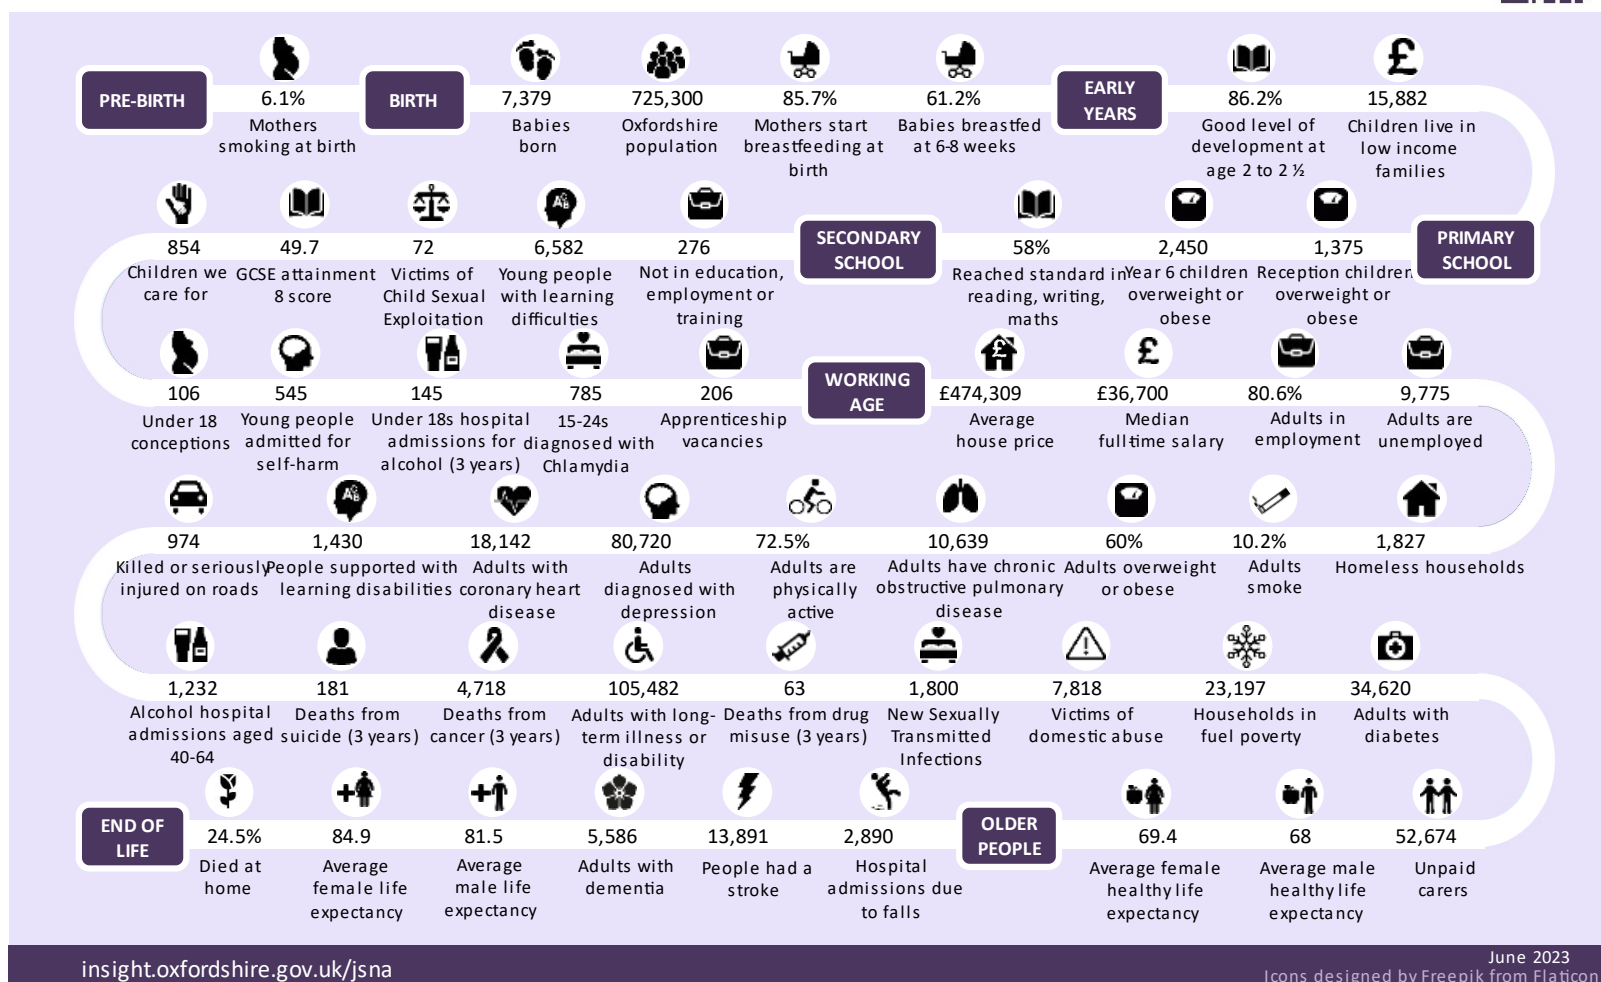 PRE-BIRTH
6.1%
Mothers
smoking at birth
BIRTH
7,379
Babies
born
725,300
Oxfordshire
population
85.7%
Mothers start
breastfeeding at
birth
61.2%
Babies breastfed
at 6-8 weeks
EARLY
YEARS
86.2%
Good level of
development at
age 2 to 2 ½
15,882
Children live in
low income
families
PRIMARY
SCHOOL
1,375
Reception children
overweight or
obese
2,450
Year 6 children
overweight or
obese
58%
Reached standard in
reading, writing,
maths
SECONDARY
SCHOOL
276
Not in education,
employment or
training
6,582
Young people
with learning
difficulties
72
Victims of
Child Sexual
Exploitation
49.7
GCSE attainment
8 score
854
Children we
care for
106
Under 18
conceptions
545
Young people
admitted for
self-harm
145
Under 18s hospital
admissions for
alcohol (3 years)
785
15-24s
diagnosed with
Chlamydia
206
Apprenticeship
vacancies
WORKING
AGE
£474,309
Average
house price
£36,700
Median
full-time salary
80.6%
Adults in
employment
9,775
Adults are
unemployed
1,827
Homeless households
10.2%
Adults
smoke
60%
Adults overweight
or obese
10,639
Adults have chronic
obstructive pulmonary
disease
72.5%
Adults are
physically
active
80,720
Adults
diagnosed with
depression
18,142
Adults with
coronary heart
disease
1,430
People supported with
learning disabilities
974
Killed or seriously
injured on roads
1,232
Alcohol hospital
admissions aged
40-64
181
Deaths from
suicide (3 years)
4,718
Deaths from
cancer (3 years)
105,482
Adults with long-
term illness or
disability
63
Deaths from drug
misuse (3 years)
1,800
New Sexually
Transmitted
Infections
7,818
Victims of
domestic abuse
23,197
Households in
fuel poverty
34,620
Adults with
diabetes
52,674
Unpaid
carers
68
Average male
healthy life
expectancy
69.4
Average female
healthy life
expectancy
OLDER
PEOPLE
2,890
Hospital
admissions due
to falls
13,891
People had a
stroke
5,586
Adults with
dementia
81.5
Average
male life
expectancy
84.9
Average
female life
expectancy
24.5%
Died at
home
END OF
LIFE
insight.oxfordshire.gov.uk/jsna
June 2023
Icons designed by Freepik from Flaticon